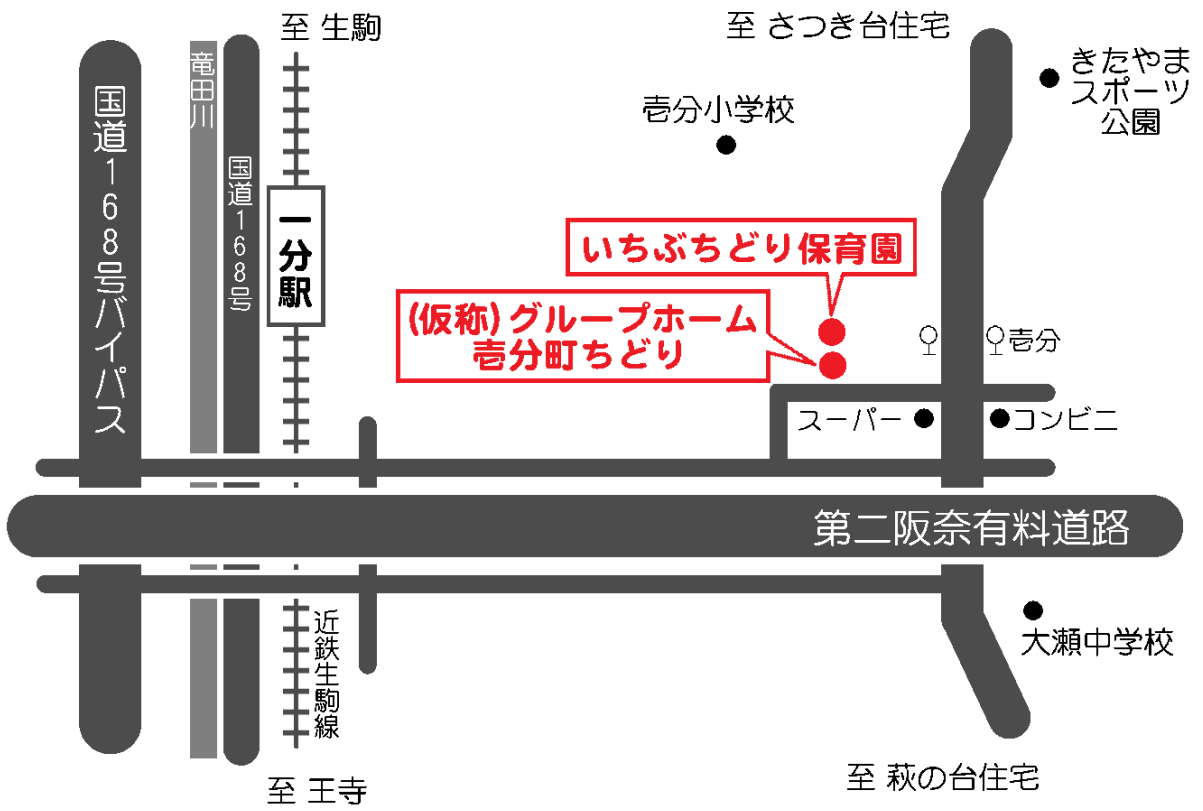 至 生駒
至 さつき台住宅
きたやま
スポーツ
公園
竜田川
国道168号バイパス
国道168号
壱分小学校
一分駅
いちぶちどり保育園
(仮称)グループホーム
壱分町ちどり
壱分
スーパー
コンビニ
第二阪奈有料道路
近鉄生駒線
大瀬中学校
至 王寺
至 萩の台住宅